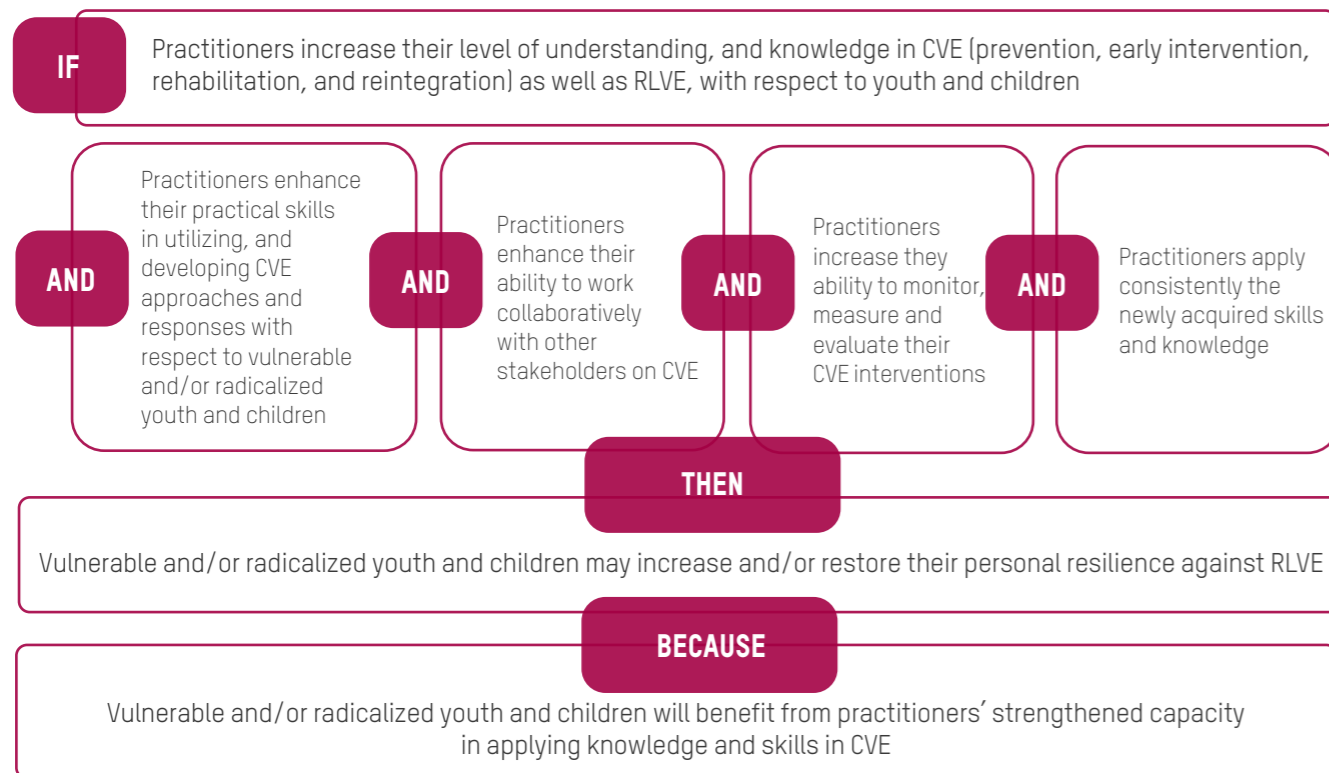 IF
Practitioners increase their level of understanding, and knowledge in CVE (prevention, early intervention,
rehabilitation, and reintegration) as well as RLVE, with respect to youth and children
AND
Practitioners enhance
their practical skills
in utilizing, and
developing CVE
approaches and
responses with
respect to vulnerable
and/or radicalized
youth and children
AND
Practitioners
enhance their
ability to work
collaboratively
with other
stakeholders on CVE
AND
Practitioners
increase they
ability to monitor,
measure and
evaluate their
CVE interventions
AND
Practitioners apply
consistently the
newly acquired skills
and knowledge
THEN
Vulnerable and/or radicalized youth and children may increase and/or restore their personal resilience against RLVE
BECAUSE
Vulnerable and/or radicalized youth and children will benefit from practitioners’ strengthened capacity
in applying knowledge and skills in CVE